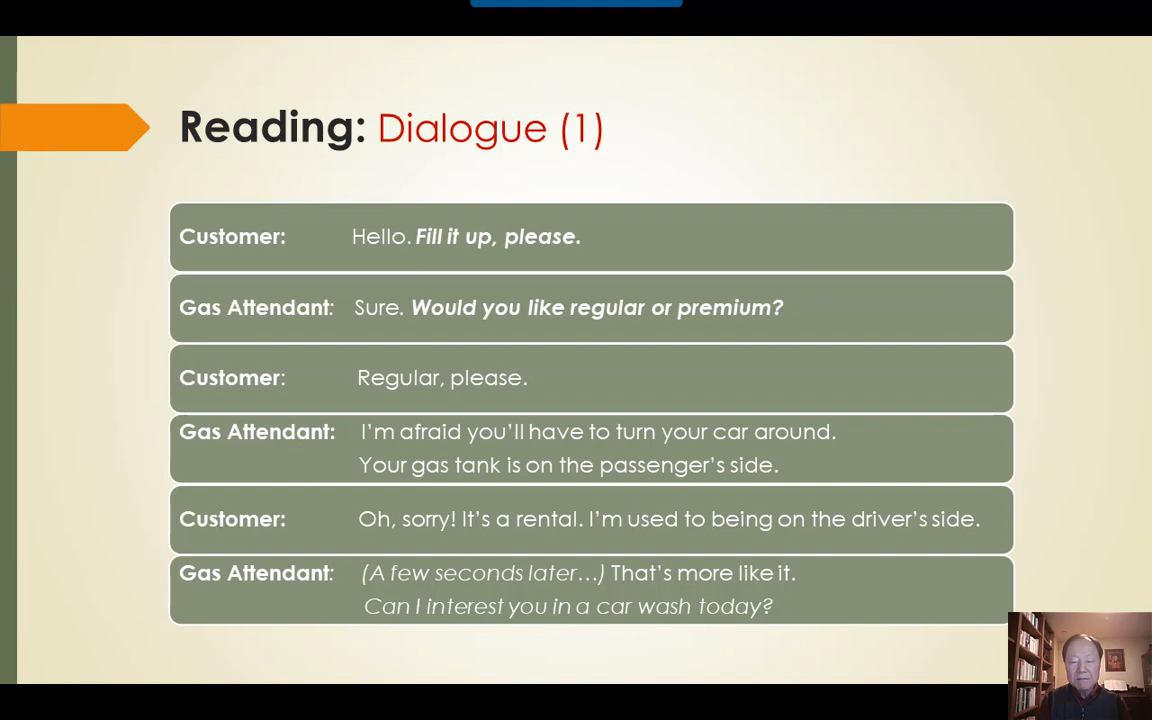 Reading: Dialogue (1)
Customer: Hello. Fill it up, please.
Gas Attendant: Sure. Would you like regular or premium?
Customer: Regular, please.
Gas Attendant: I’m afraid you’ll have to turn your car around.
Your gas tank is on the passenger’s side.
Customer: Oh, sorry! It’s a rental. I’m used to being on the driver’s side.
Gas Attendant: (A few seconds later…) That’s more like it.
Can I interest you in a car wash today?